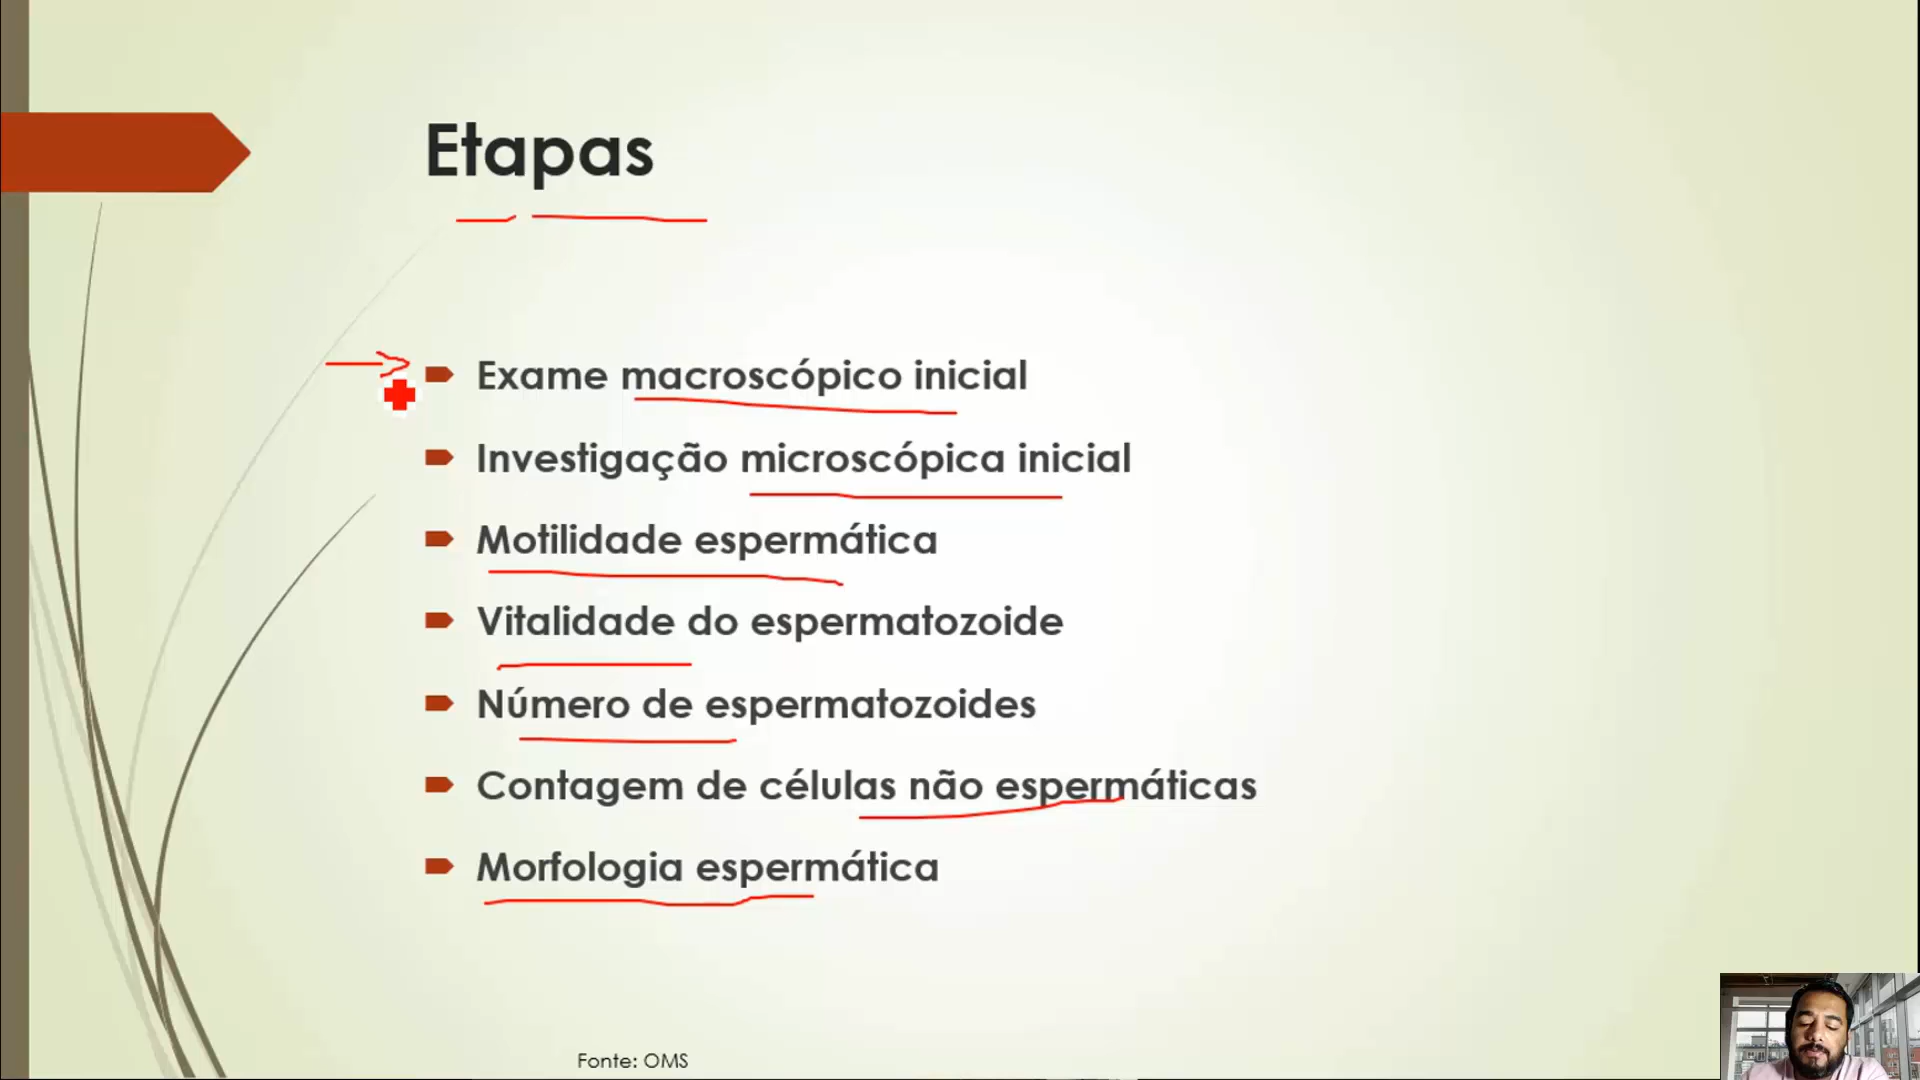 Etapas
Exame macroscópico inicial
Investigação microscópica inicial
Motilidade espermática
Vitalidade do espermatozoide
Número de espermatozoides
Contagem de células não espermáticas
Morfologia espermática
Fonte: OMS